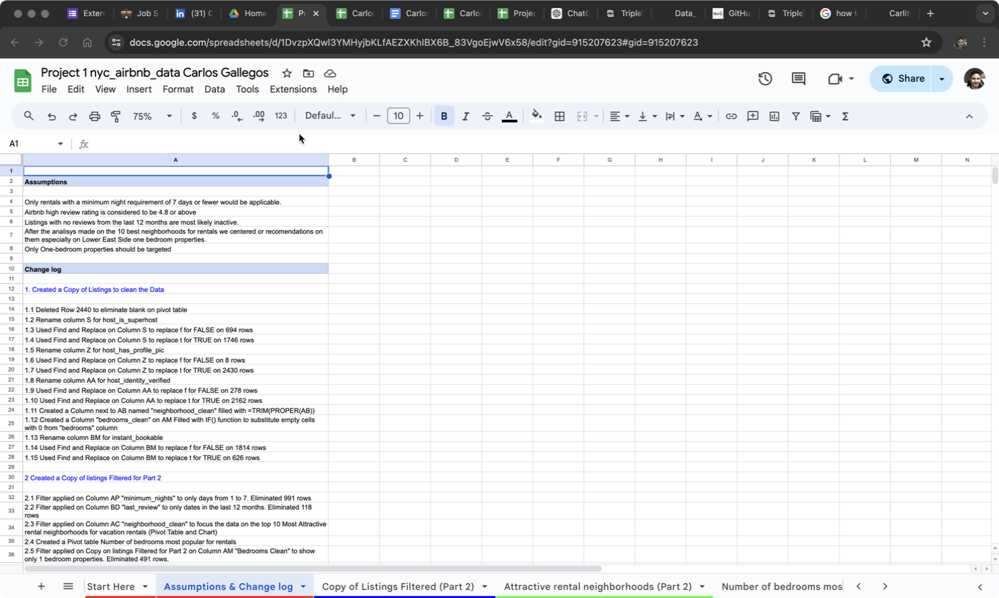 Extern
Job S
(31) C
Home
P
Carlos
Carlos
Carlos
Projec
ChatG
Triple
Data_
GitHu
Triple
how t
Carlit
docs.google.com/spreadsheets/d/
Project 1 nyc_airbnb_data Carlos Gallegos
File Edit View Insert Format Data Tools Extensions Help
Share
75% $ % .0 .00 123 Defaul... 10 B I S A
A1 fx
A B C D E F G H I J K L M N
1
2 Assumptions
3
4 Only rentals with a minimum night requirement of 7 days or fewer would be applicable.
5 Airbnb high review rating is considered to be 4.8 or above
6 Listings with no reviews from the last 12 months are most likely inactive.
7 After the analisys made on the 10 best neighborhoods for rentals we centered or recomendations on
them especially on Lower East Side one bedroom properties.
8 Only One-bedroom properties should be targeted
9
10 Change log
11
12 1. Created a Copy of Listings to clean the Data
13
14 1.1 Deleted Row 2440 to eliminate blank on pivot table
15 1.2 Rename column S for host_is_superhost
16 1.3 Used Find and Replace on Column S to replace f for FALSE on 694 rows
17 1.4 Used Find and Replace on Column S to replace t for TRUE on 1746 rows
18 1.5 Rename column Z for host_has_profile_pic
19 1.6 Used Find and Replace on Column Z to replace f for FALSE on 8 rows
20 1.7 Used Find and Replace on Column Z to replace t for TRUE on 2430 rows
21 1.8 Rename column AA for host_identity_verified
22 1.9 Used Find and Replace on Column AA to replace f for FALSE on 278 rows
23 1.10 Used Find and Replace on Column AA to replace t for TRUE on 2162 rows
24 1.11 Created a Column next to AB named "neighborhood_clean" filled with =TRIM(PROPER(AB))
25 1.12 Created a Column "bedrooms_clean" on AM Filled with IF() function to substitute empty cells
with 0 from "bedrooms" column
26 1.13 Rename column BM for instant_bookable
27 1.14 Used Find and Replace on Column BM to replace f for FALSE on 1814 rows
28 1.15 Used Find and Replace on Column BM to replace t for TRUE on 626 rows
29
30 2 Created a Copy of listings Filtered for Part 2
31
32 2.1 Filter applied on Column AP "minimum_nights" to only days from 1 to 7. Eliminated 991 rows
33 2.2 Filter applied on Column BD "last_review" to only dates in the last 12 months. Eliminated 118
rows
34 2.3 Filter applied on Column AC "neighborhood_clean" to focus the data on the top 10 Most Attractive
rental neighborhoods for vacation rentals (Pivot Table and Chart)
35 2.4 Created a Pivot table Number of bedrooms most popular for rentals
36 2.5 Filter applied on Copy on listings Filtered for Part 2 on Column AM "Bedrooms Clean" to show
only 1 bedroom properties. Eliminated 491 rows.
Start Here
Assumptions & Change log
Copy of Listings Filtered (Part 2)
Attractive rental neighborhoods (Part 2)
Number of bedrooms mos